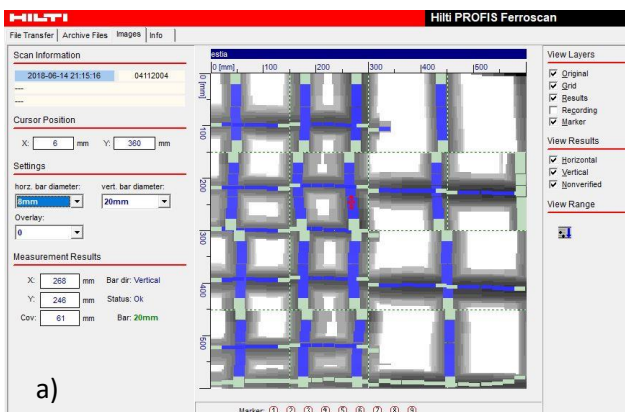 HILTI
Hilti PROFIS Ferroscan
File Transfer | Archive Files | Images | Info
Scan Information
2018-06-14 21:15:16 04112004
---
---
Cursor Position
X: 6 mm Y: 360 mm
Settings
horz. bar diameter: vert. bar diameter:
8mm 20mm
Overlay:
0
Measurement Results
X: 268 mm Bar dir: Vertical
Y: 246 mm Status: Ok
Cov: 61 mm Bar: 20mm
a)
estia
0 [mm] 100 200 300 400 500
0 [mm] 100 200 300 400 500
Marker: 1 2 3 4 5 6 7 8 9
View Layers
Original
Grid
Results
Recording
Marker
View Results
Horizontal
Vertical
Nonverified
View Range